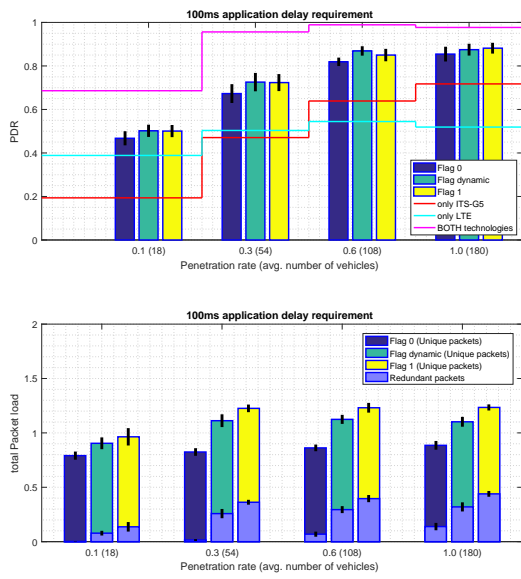 100ms application delay requirement
1
0.8
0.6
0.4
0.2
0
PDR
Flag 0
Flag dynamic
Flag 1
only ITS-G5
only LTE
BOTH technologies
0.1 (18) 0.3 (54) 0.6 (108) 1.0 (180)
Penetration rate (avg. number of vehicles)
100ms application delay requirement
2
1.5
1
0.5
0
total Packet load
Flag 0 (Unique packets)
Flag dynamic (Unique packets)
Flag 1 (Unique packets)
Redundant packets
0.1 (18) 0.3 (54) 0.6 (108) 1.0 (180)
Penetration rate (avg. number of vehicles)